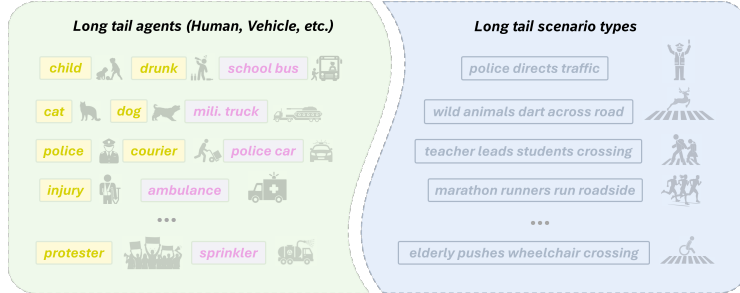 Long tail agents (Human, Vehicle, etc.)
child drunk school bus
cat dog mili. truck
police courier police car
injury ambulance
...
protester sprinkler
Long tail scenario types
police directs traffic
wild animals dart across road
teacher leads students crossing
marathon runners run roadside
...
elderly pushes wheelchair crossing